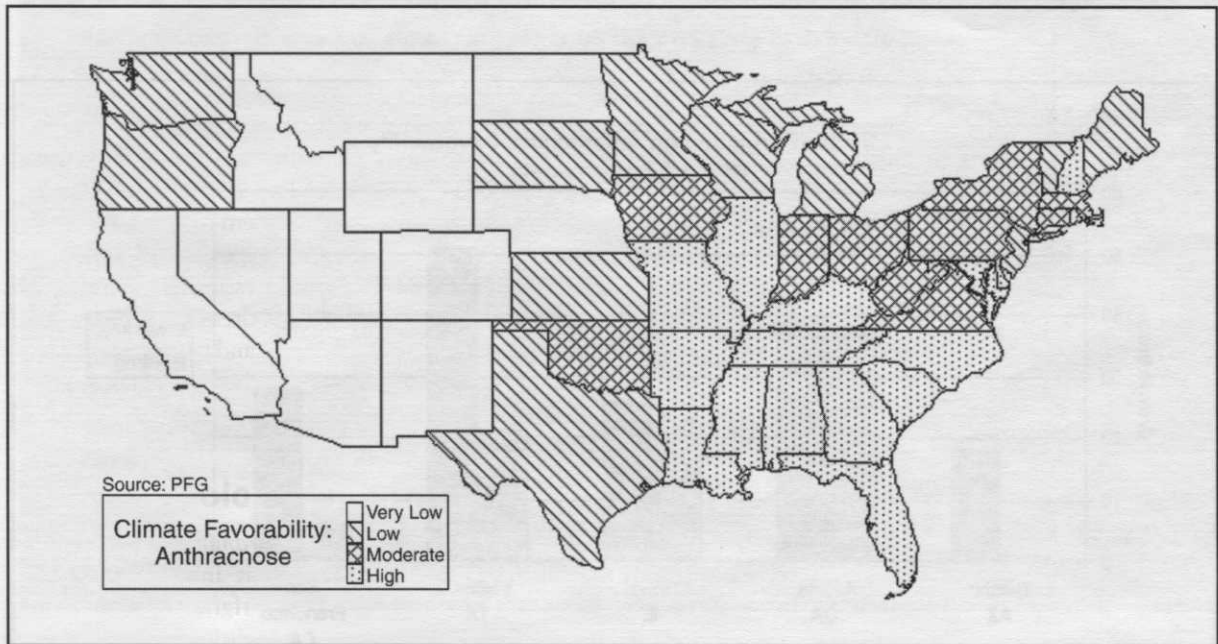 Source: PFG
Climate Favorability:
Anthracnose
Very Low
Low
Moderate
High